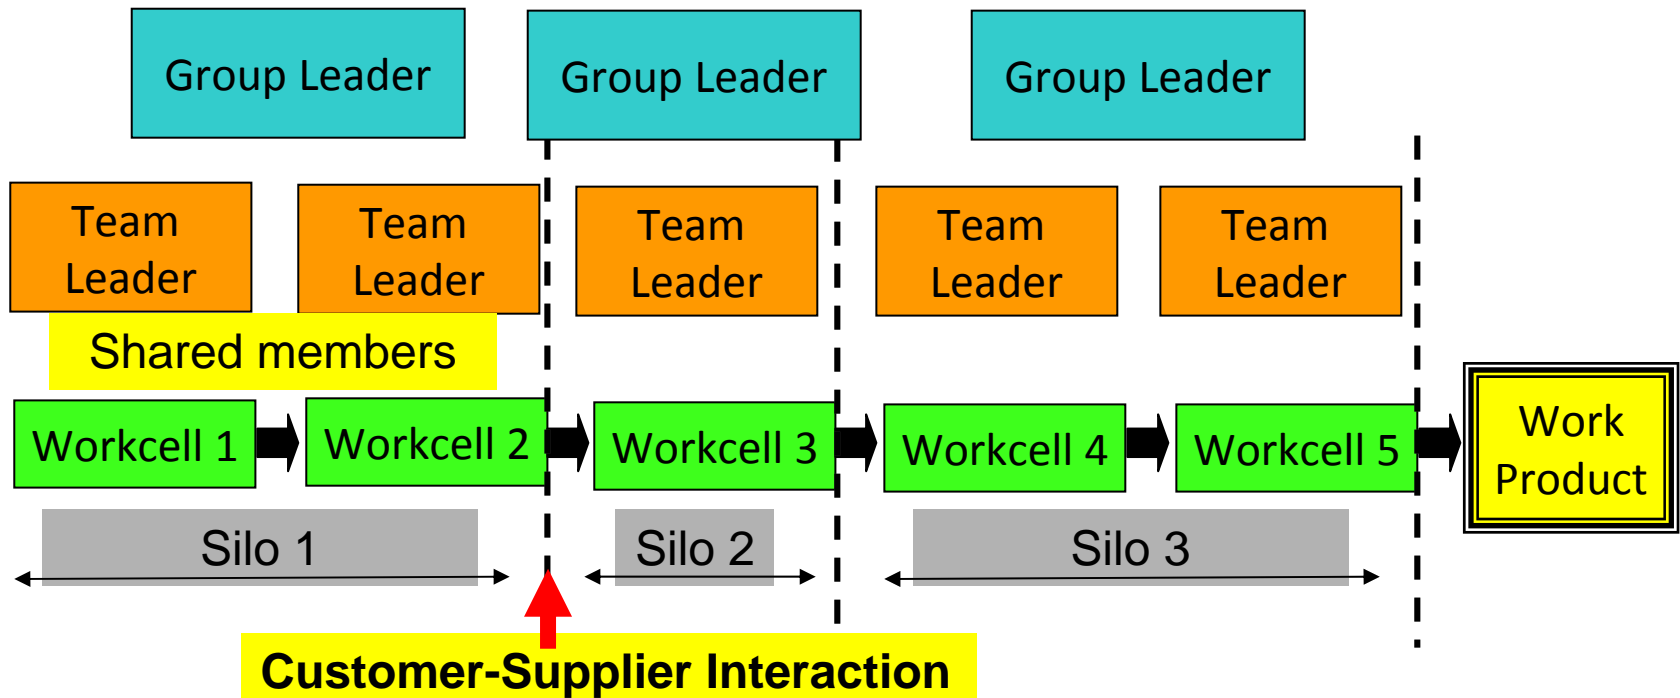 Group Leader
Group Leader
Group Leader
Team
Leader
Team
Leader
Team
Leader
Team
Leader
Team
Leader
Shared members
Workcell 1
Workcell 2
Workcell 3
Workcell 4
Workcell 5
Work
Product
Silo 1
Silo 2
Silo 3
Customer-Supplier Interaction